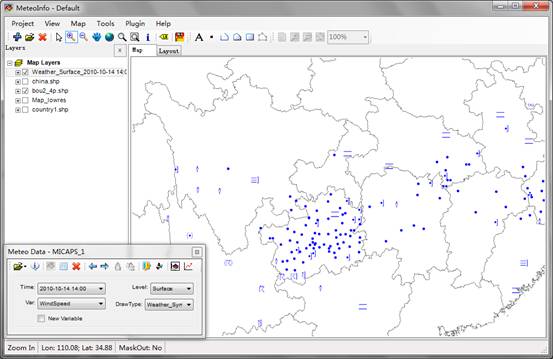 MeteoInfo - Default
Project View Map Tools Plugin Help
A 100%
Layers x Map Layout
Map Layers
Weather_Surface_2010-10-14 14:0
china.shp
bou2_4p.shp
Map_lowres
country1.shp
Meteo Data - MICAPS_1
Time: 2010-10-14 14:00 Level: Surface
Var: WindSpeed DrawType: Weather_Sym
New Variable
Zoom In Lon: 110.08; Lat: 34.88 MaskOut: No